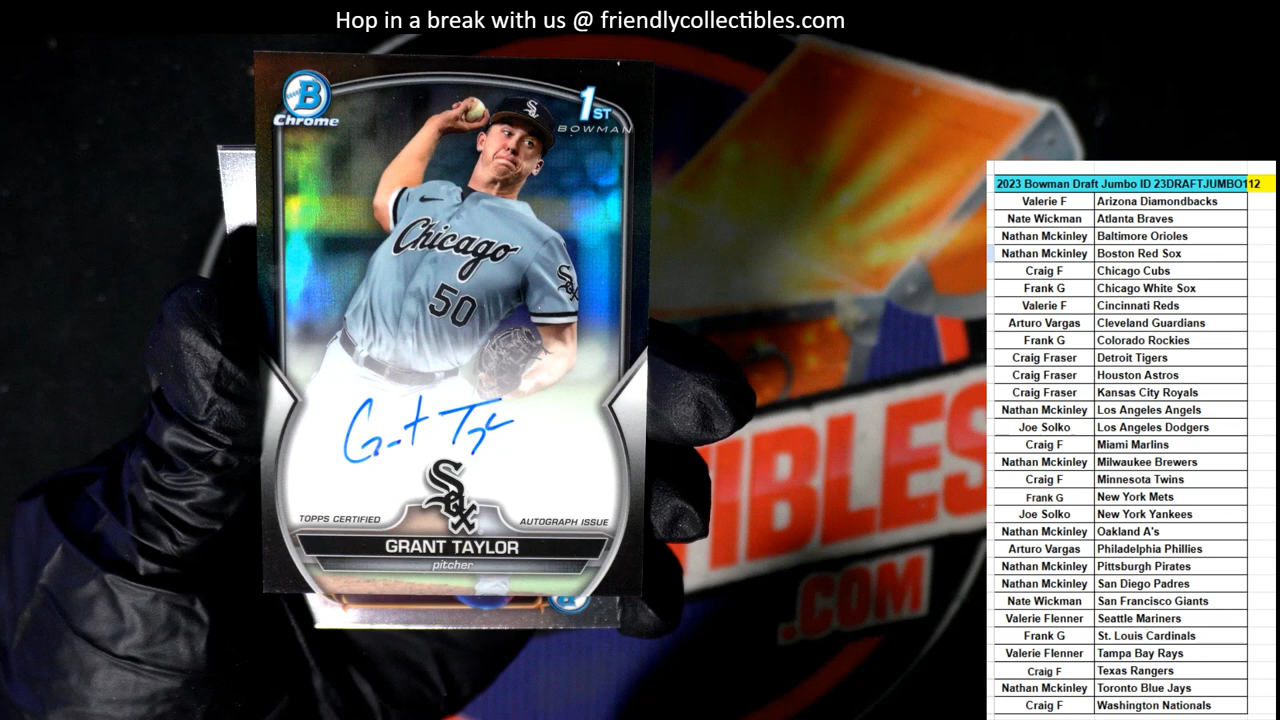 Hop in a break with us @ friendlycollectibles.com
B
Chrome
1ST
BOWMAN
Sox
Chicago
Sox
50
Grant Taylor
Sox
TOPPS CERTIFIED
AUTOGRAPH ISSUE
GRANT TAYLOR
pitcher
B
IBLES
.COM
2023 Bowman Draft Jumbo ID 23DRAFTJUMBO112
Valerie F Arizona Diamondbacks
Nate Wickman Atlanta Braves
Nathan Mckinley Baltimore Orioles
Nathan Mckinley Boston Red Sox
Craig F Chicago Cubs
Frank G Chicago White Sox
Valerie F Cincinnati Reds
Arturo Vargas Cleveland Guardians
Frank G Colorado Rockies
Craig Fraser Detroit Tigers
Craig Fraser Houston Astros
Craig Fraser Kansas City Royals
Nathan Mckinley Los Angeles Angels
Joe Solko Los Angeles Dodgers
Craig F Miami Marlins
Nathan Mckinley Milwaukee Brewers
Craig F Minnesota Twins
Frank G New York Mets
Joe Solko New York Yankees
Nathan Mckinley Oakland A's
Arturo Vargas Philadelphia Phillies
Nathan Mckinley Pittsburgh Pirates
Nathan Mckinley San Diego Padres
Nate Wickman San Francisco Giants
Valerie Flenner Seattle Mariners
Frank G St. Louis Cardinals
Valerie Flenner Tampa Bay Rays
Craig F Texas Rangers
Nathan Mckinley Toronto Blue Jays
Craig F Washington Nationals